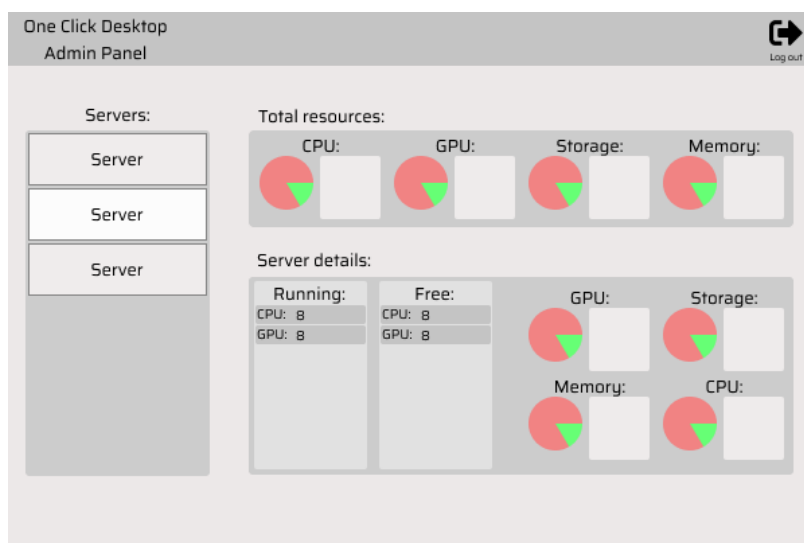 One Click Desktop
Admin Panel
Log out
Servers:
Server
Server
Server
Total resources:
CPU: GPU: Storage: Memory:
Server details:
Running:
CPU: 8
GPU: 8
Free:
CPU: 8
GPU: 8
GPU: Storage:
Memory: CPU: